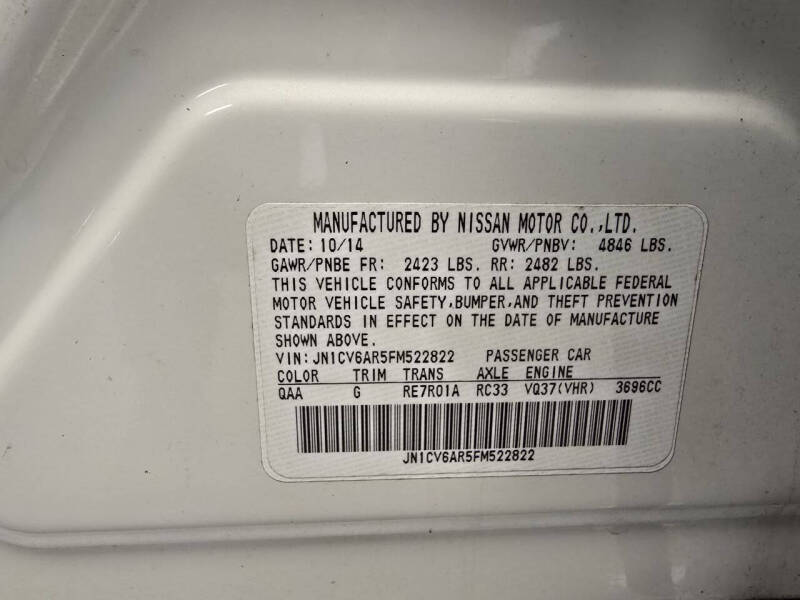 MANUFACTURED BY NISSAN MOTOR CO.,LTD.
DATE: 10/14 GVWR/PNBV: 4846 LBS.
GAWR/PNBE FR: 2423 LBS. RR: 2482 LBS.
THIS VEHICLE CONFORMS TO ALL APPLICABLE FEDERAL
MOTOR VEHICLE SAFETY,BUMPER,AND THEFT PREVENTION
STANDARDS IN EFFECT ON THE DATE OF MANUFACTURE
SHOWN ABOVE.
VIN: JN1CV6AR5FM522822 PASSENGER CAR
COLOR TRIM TRANS AXLE ENGINE
QAA G RE7R01A RC33 VQ37(VHR) 3696CC
JN1CV6AR5FM522822